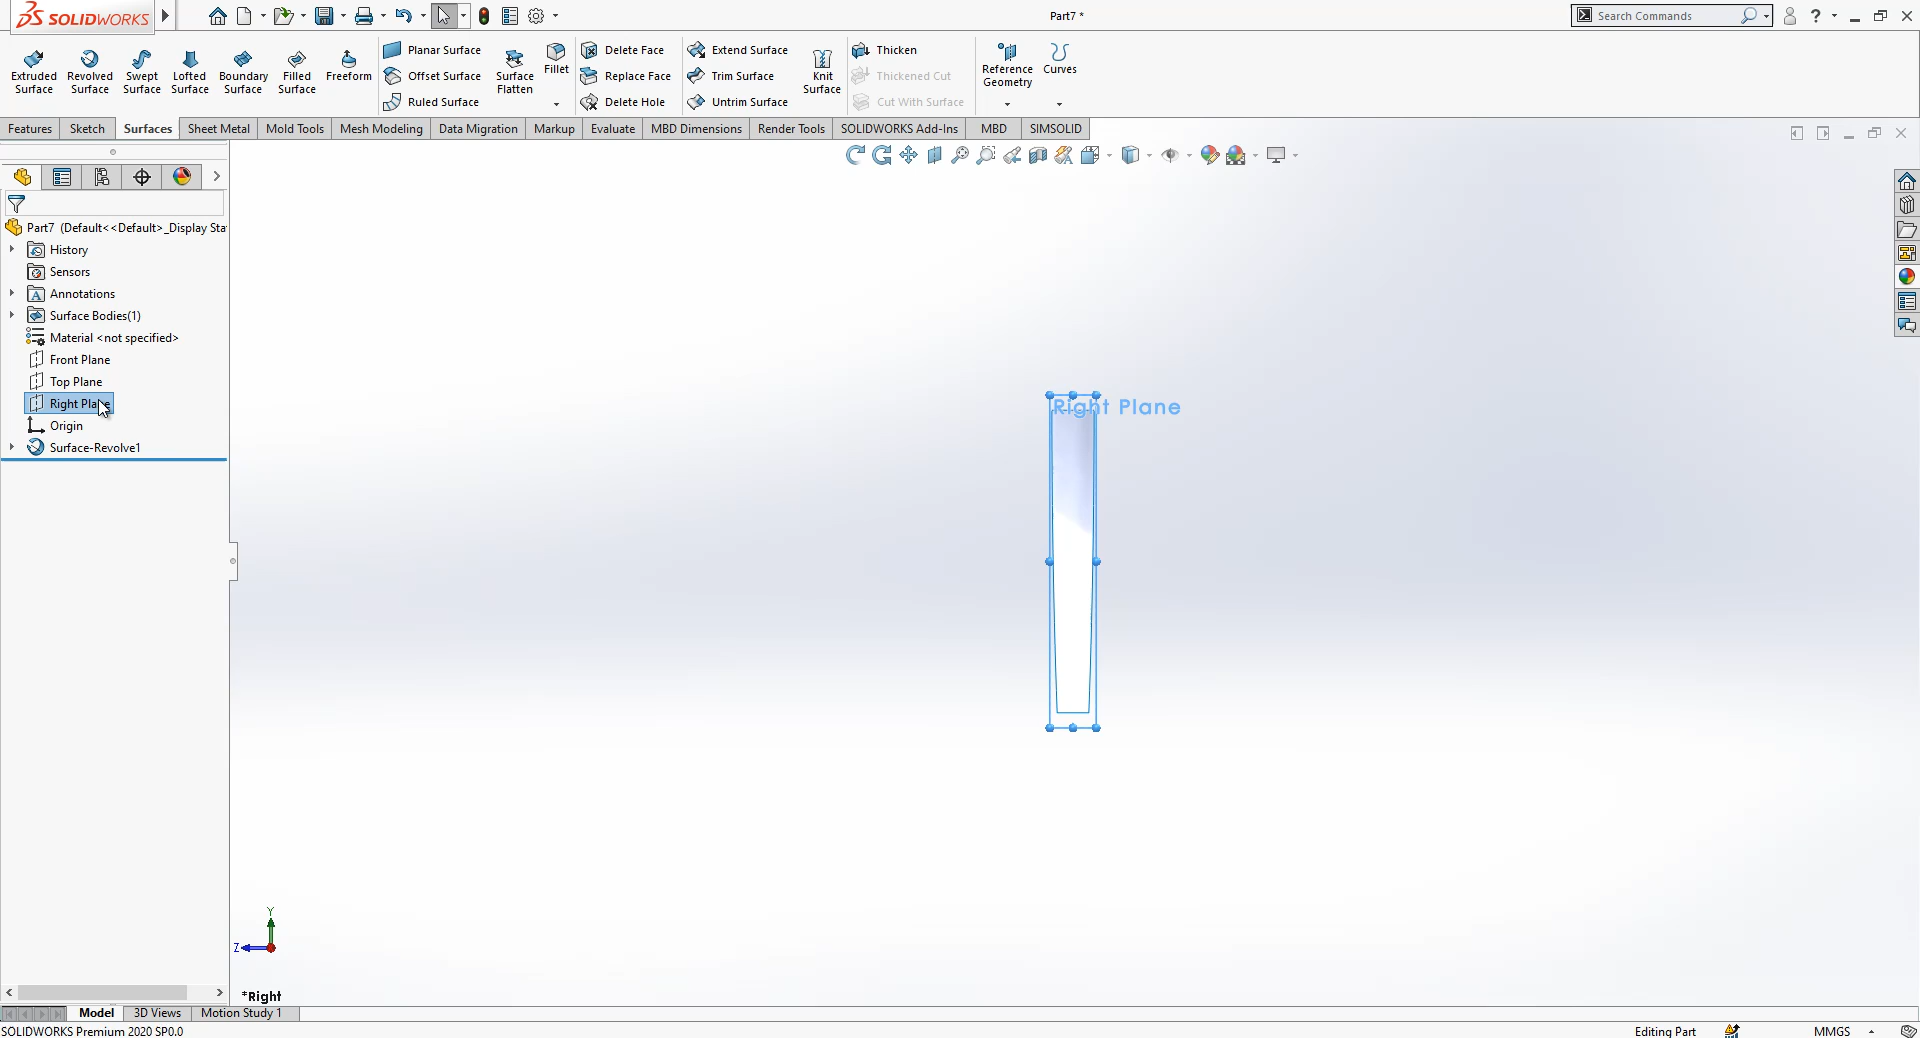 SOLIDWORKS
Part7 *
Search Commands
Extruded Surface
Revolved Surface
Swept Surface
Lofted Surface
Boundary Surface
Filled Surface
Freeform
Planar Surface
Offset Surface
Ruled Surface
Surface Flatten
Fillet
Delete Face
Replace Face
Delete Hole
Extend Surface
Trim Surface
Untrim Surface
Knit Surface
Thicken
Thickened Cut
Cut With Surface
Reference Geometry
Curves
Features
Sketch
Surfaces
Sheet Metal
Mold Tools
Mesh Modeling
Data Migration
Markup
Evaluate
MBD Dimensions
Render Tools
SOLIDWORKS Add-Ins
MBD
SIMSOLID
Part7 (Default<<Default>_Display Sta
History
Sensors
Annotations
Surface Bodies(1)
Material <not specified>
Front Plane
Top Plane
Right Plane
Origin
Surface-Revolve1
Right Plane
Y
Z
*Right
Model
3D Views
Motion Study 1
SOLIDWORKS Premium 2020 SP0.0
Editing Part
MMGS